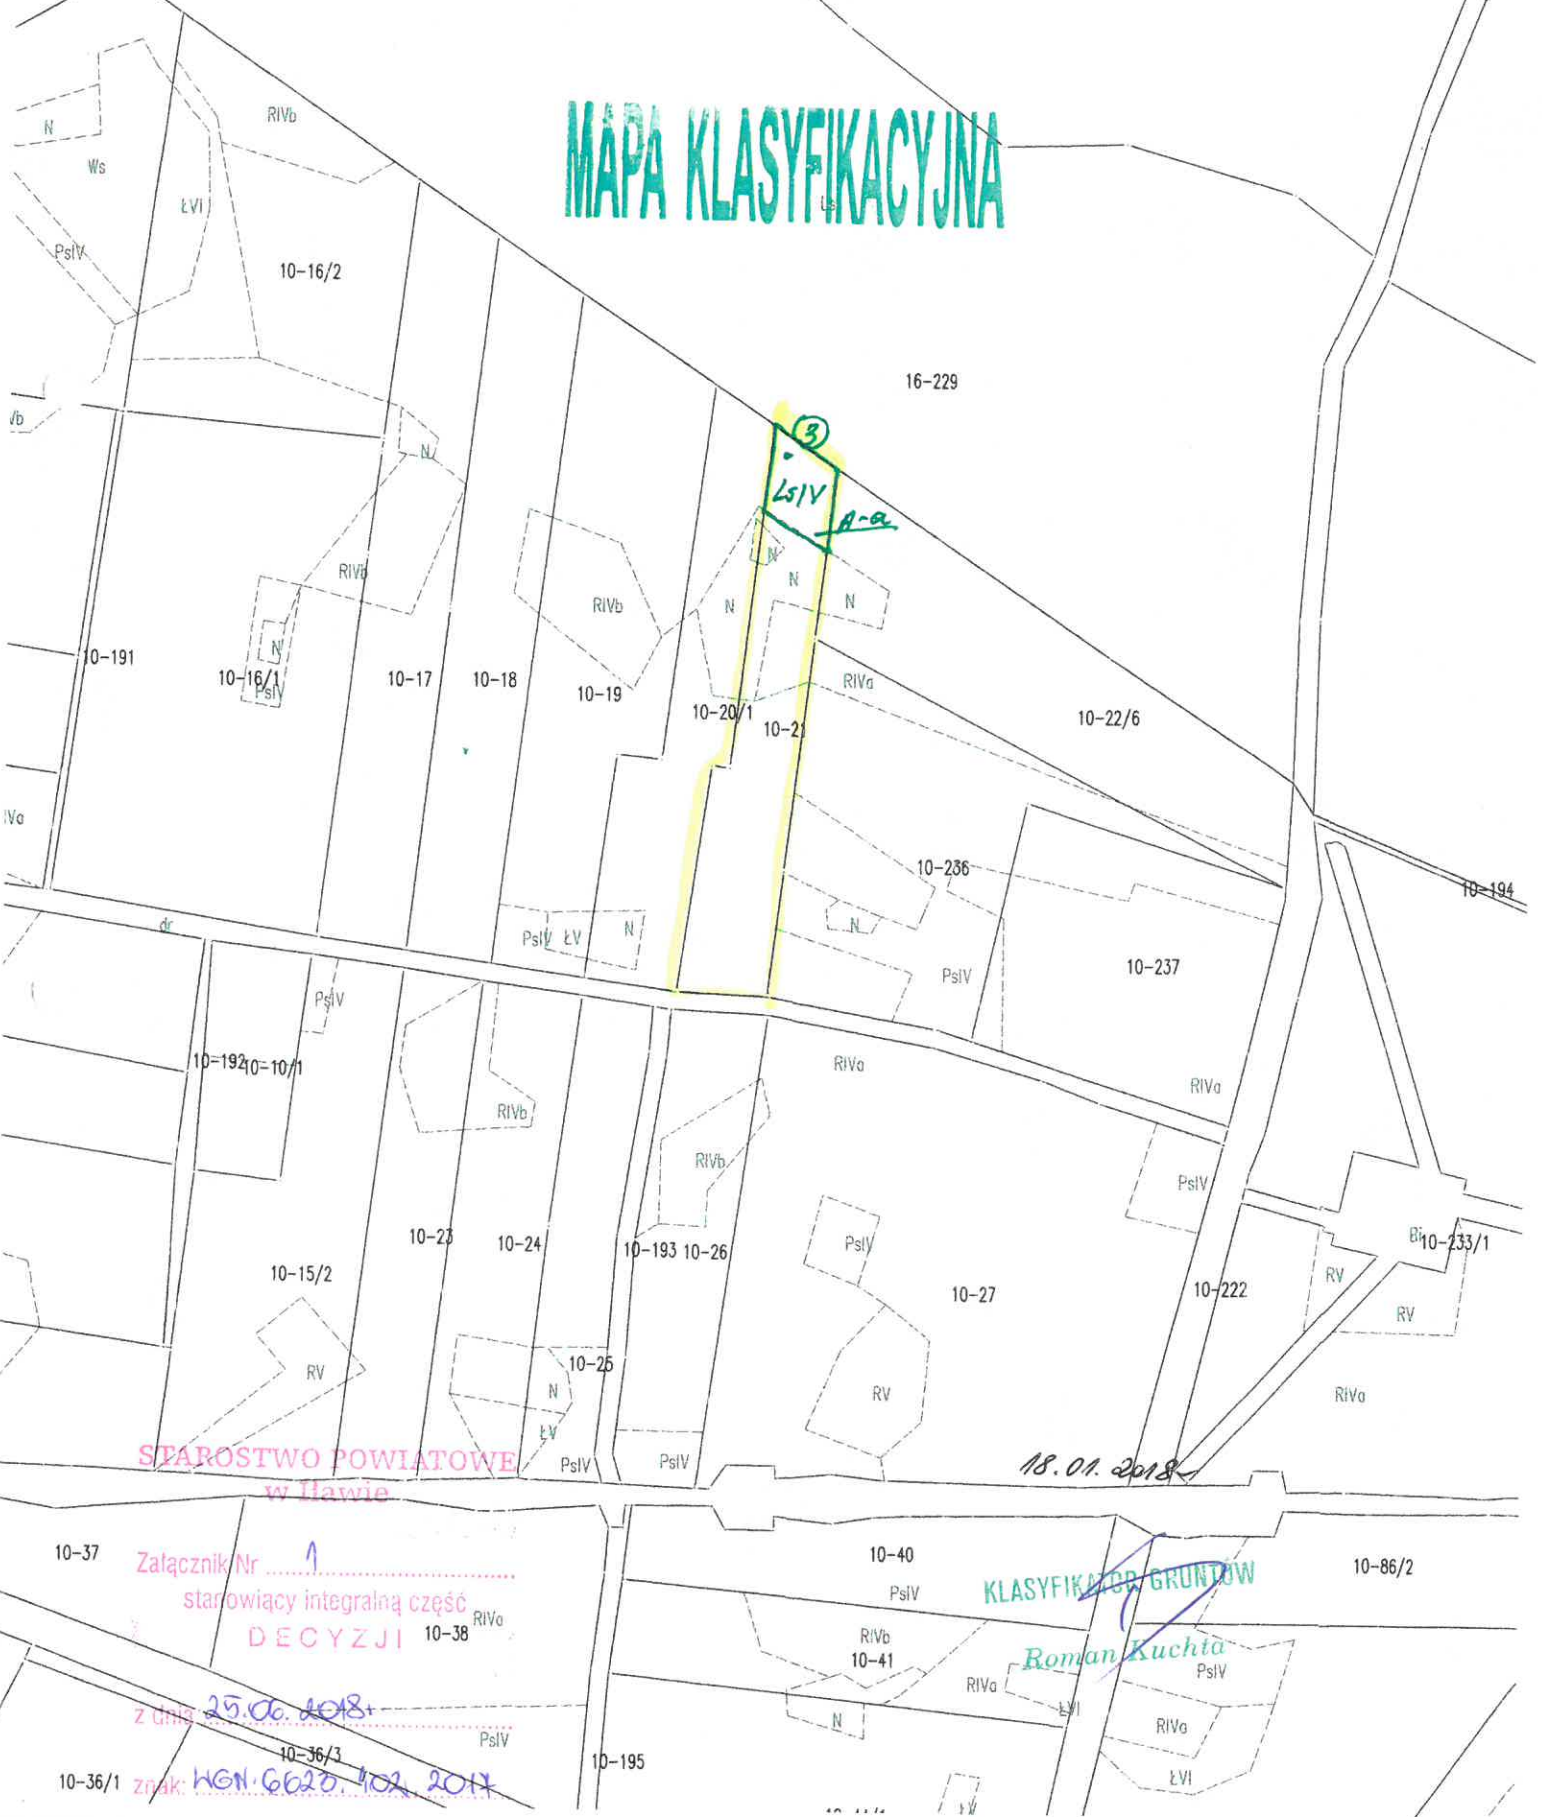 MAPA KLASYFIKACYJNA
RIVb
N
Ws
ŁVI
Ls
PsIV
10-16/2
16-229
3
Vb
N
LsIV
A-a
N
RIVb
N
RIVb
N
N
N
10-191
10-16/1
PsIV
10-17
10-18
10-19
RIVa
10-20/1
10-21
10-22/6
IVa
10-236
10-194
dr
PsIV
ŁV
N
N
PsIV
10-237
PsIV
10-192
10-10/1
RIVa
RIVa
RIVb
RIVb
PsIV
10-23
10-24
10-193
10-26
PsIV
Bi
10-233/1
10-15/2
10-27
10-222
RV
RV
RV
10-25
N
RV
RIVa
ŁV
STAROSTWO POWIATOWE
PsIV
PsIV
18.01.2018
w Iławie
10-37
Załącznik Nr 1
10-40
10-86/2
KLASYFIKATOR GRUNTÓW
stanowiący integralną część
PsIV
RIVa
DECYZJI
10-38
RIVb
10-41
Roman Kuchta
PsIV
RIVa
ŁVI
z dnia 25.06.2018r
N
RIVa
PsIV
10-36/3
10-195
10-36/1
znak: WGN.6623.402.2017
ŁVI